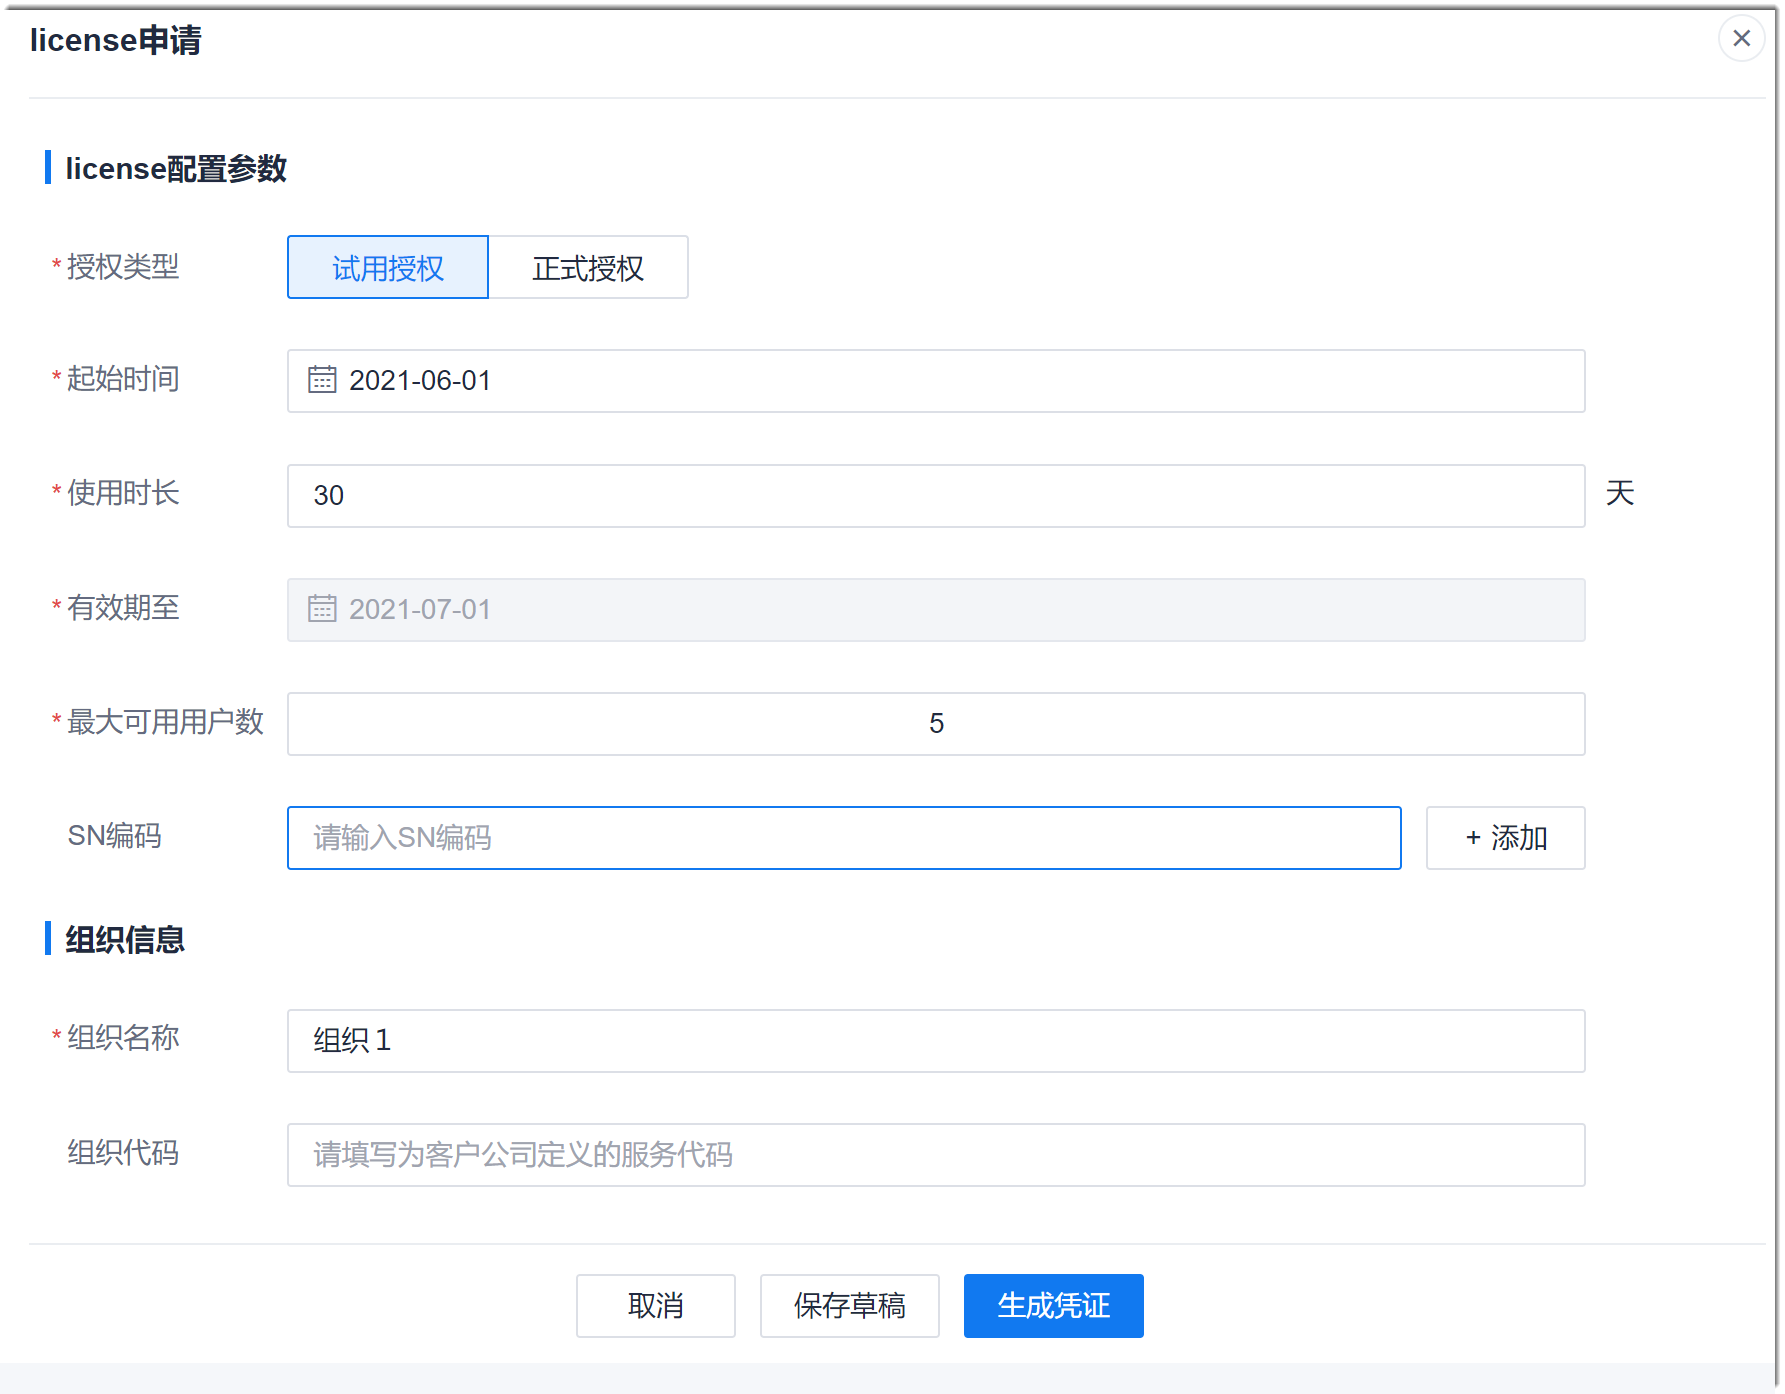 license申请
license配置参数
* 授权类型 试用授权 正式授权
* 起始时间 2021-06-01
* 使用时长 30 天
* 有效期至 2021-07-01
* 最大可用用户数 5
SN编码 请输入SN编码 + 添加
组织信息
* 组织名称 组织 1
组织代码 请填写为客户公司定义的服务代码
取消 保存草稿 生成凭证